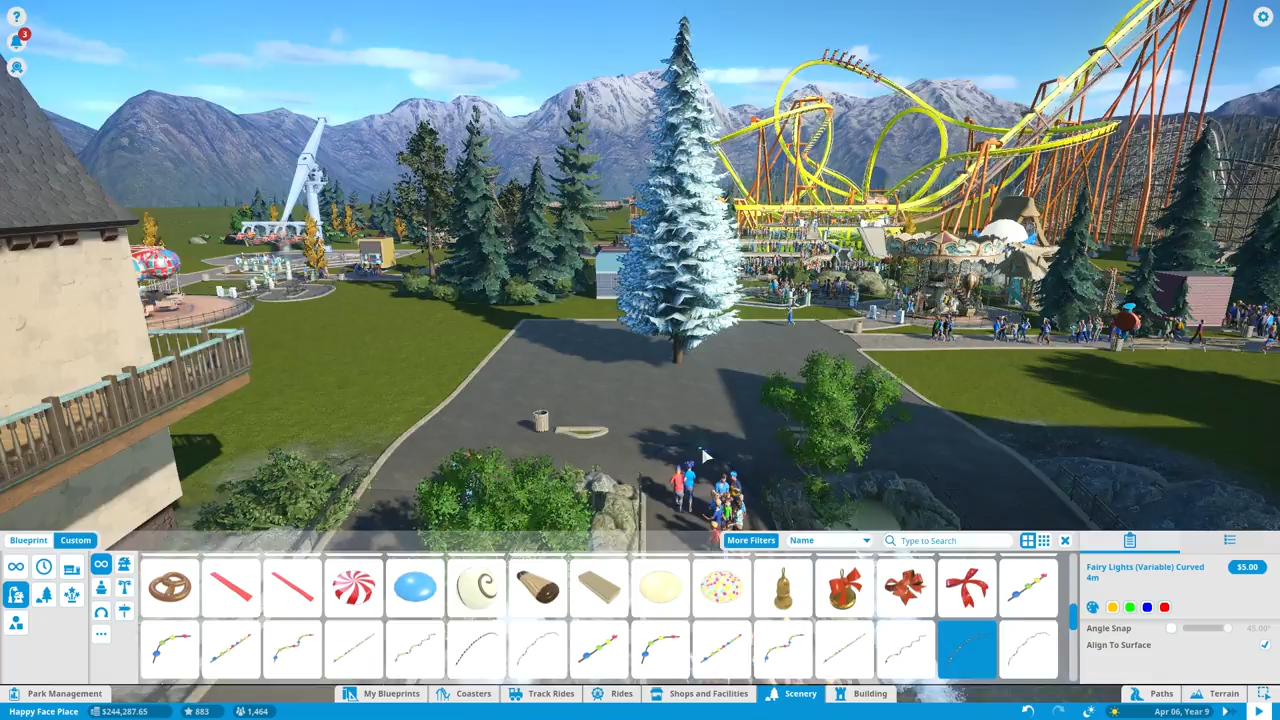 ?
3
Blueprint
Custom
More Filters
Name
Type to Search
Fairy Lights (Variable) Curved 4m
$5.00
Angle Snap
45.00°
Align To Surface
Park Management
My Blueprints
Coasters
Track Rides
Rides
Shops and Facilities
Scenery
Building
Paths
Terrain
Happy Face Place
$244,287.65
883
1,464
Apr 06, Year 9